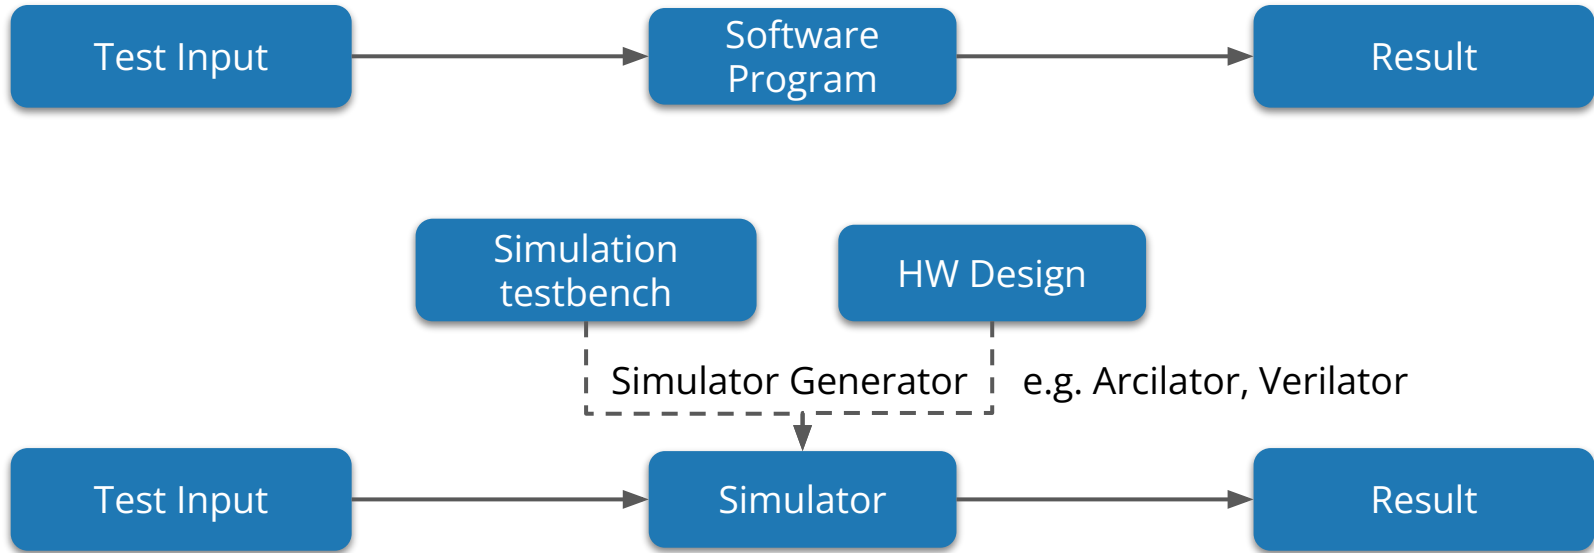 Test Input
Software
Program
Result
Simulation
testbench
HW Design
Simulator Generator
e.g. Arcilator, Verilator
Test Input
Simulator
Result